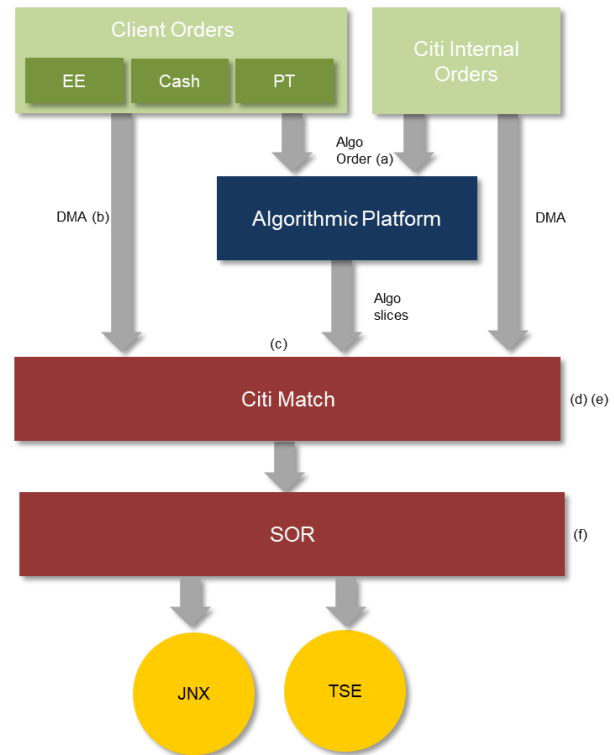 Client Orders
EE
Cash
PT
Citi Internal
Orders
Algo
Order (a)
DMA (b)
Algorithmic Platform
DMA
Algo
slices
(c)
Citi Match
(d) (e)
SOR
(f)
JNX
TSE